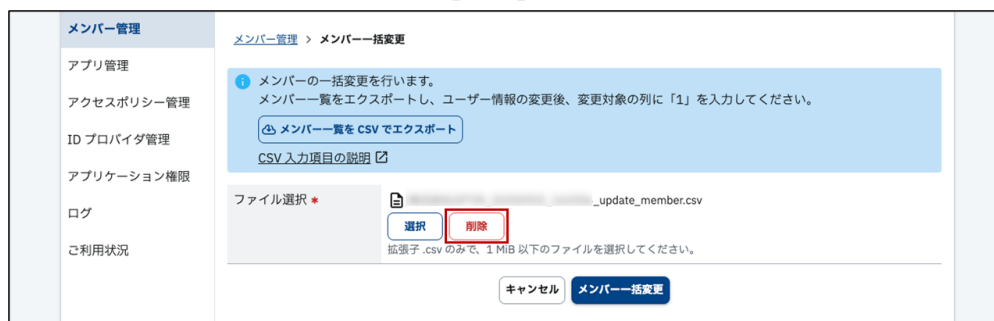 メンバー管理
アプリ管理
アクセスポリシー管理
ID プロバイダ管理
アプリケーション権限
ログ
ご利用状況
メンバー管理 > メンバー一括変更
メンバーの一括変更を行います。
メンバー一覧をエクスポートし、ユーザー情報の変更後、変更対象の列に「1」を入力してください。
メンバー一覧を CSV でエクスポート
CSV 入力項目の説明
ファイル選択 *
_update_member.csv
選択 削除
拡張子 .csv のみで、1 MiB 以下のファイルを選択してください。
キャンセル メンバー一括変更